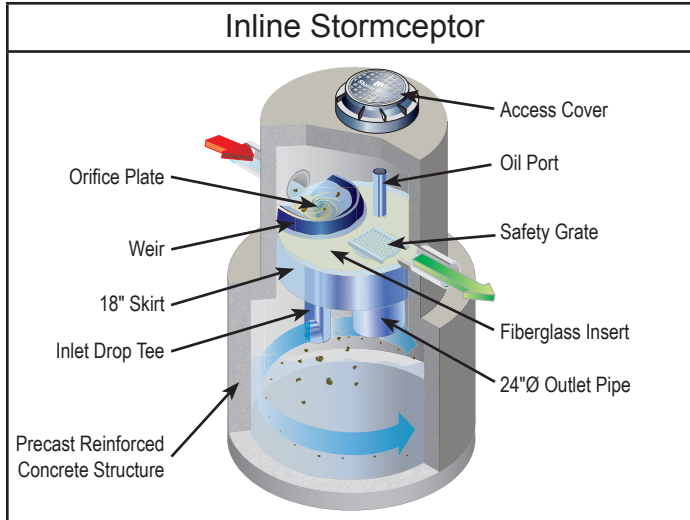 Inline Stormceptor
Access Cover
Oil Port
Orifice Plate
Safety Grate
Weir
18" Skirt
Fiberglass Insert
Inlet Drop Tee
24"Ø Outlet Pipe
Precast Reinforced
Concrete Structure